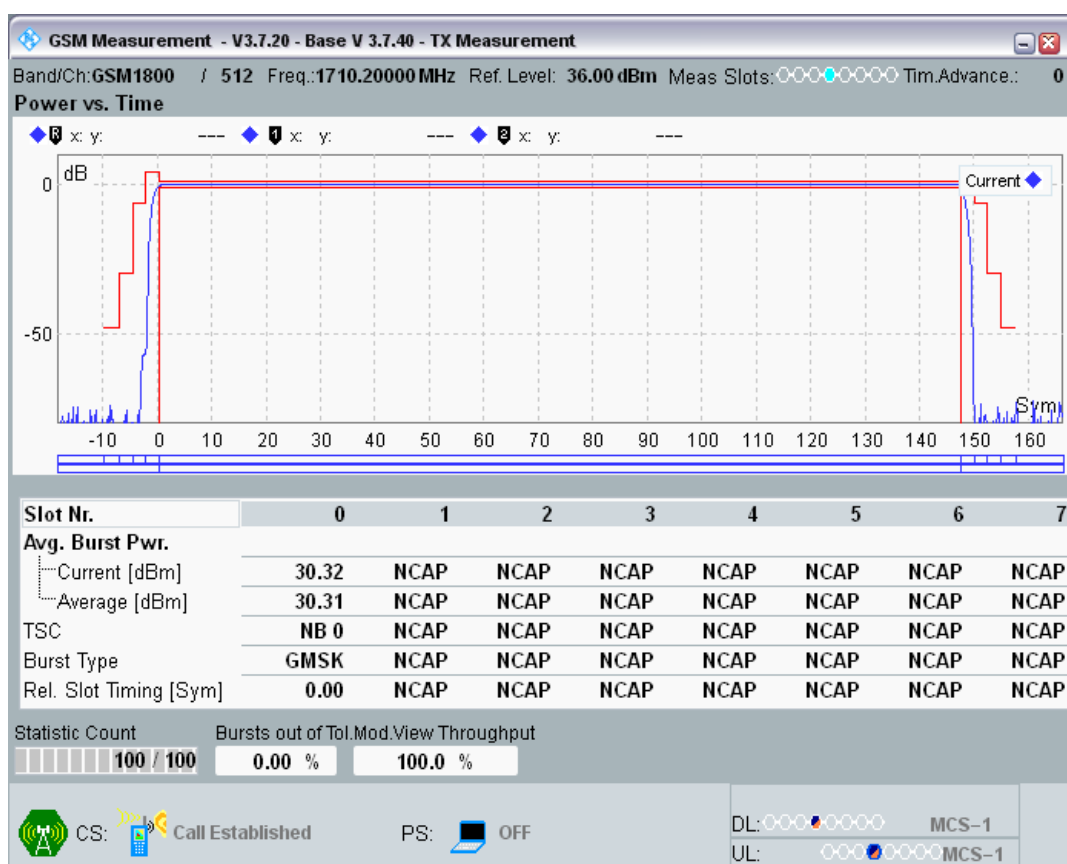 GSM Measurement - V3.7.20 - Base V 3.7.40 - TX Measurement
Band/Ch:GSM1800 / 512 Freq.:1710.20000 MHz Ref. Level: 36.00 dBm Meas Slots: Tim.Advance.: 0
Power vs. Time
R x: y: --- 1 x: y: --- 2 x: y: ---
dB
0
Current
-50
Sym
-10 0 10 20 30 40 50 60 70 80 90 100 110 120 130 140 150 160
Slot Nr. 0 1 2 3 4 5 6 7
Avg. Burst Pwr.
Current [dBm] 30.32 NCAP NCAP NCAP NCAP NCAP NCAP NCAP
Average [dBm] 30.31 NCAP NCAP NCAP NCAP NCAP NCAP NCAP
TSC NB 0 NCAP NCAP NCAP NCAP NCAP NCAP NCAP
Burst Type GMSK NCAP NCAP NCAP NCAP NCAP NCAP NCAP
Rel. Slot Timing [Sym] 0.00 NCAP NCAP NCAP NCAP NCAP NCAP NCAP
Statistic Count Bursts out of Tol. Mod.View Throughput
100 / 100 0.00 % 100.0 %
CS: Call Established PS: OFF
DL: MCS-1
UL: MCS-1